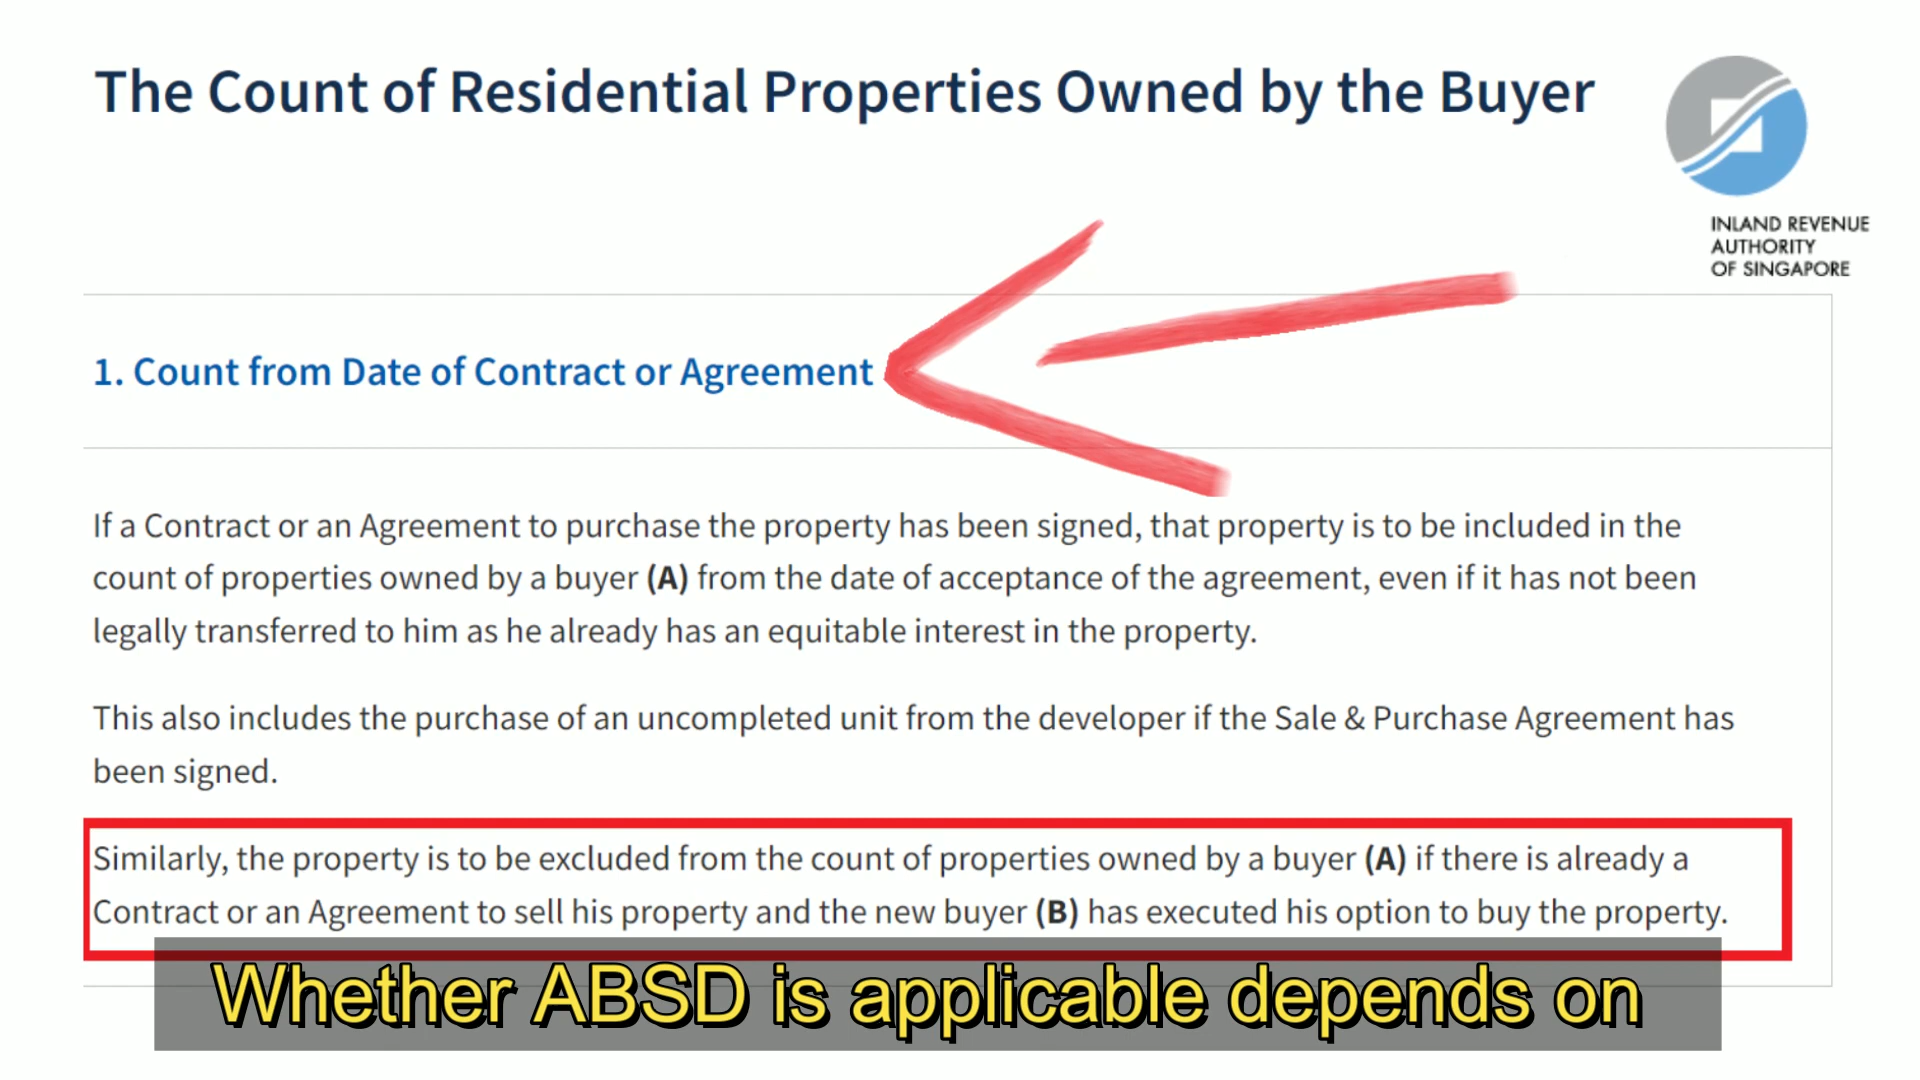 The Count of Residential Properties Owned by the Buyer
INLAND REVENUE
AUTHORITY
OF SINGAPORE
1. Count from Date of Contract or Agreement
If a Contract or an Agreement to purchase the property has been signed, that property is to be included in the
count of properties owned by a buyer (A) from the date of acceptance of the agreement, even if it has not been
legally transferred to him as he already has an equitable interest in the property.
This also includes the purchase of an uncompleted unit from the developer if the Sale & Purchase Agreement has
been signed.
Similarly, the property is to be excluded from the count of properties owned by a buyer (A) if there is already a
Contract or an Agreement to sell his property and the new buyer (B) has executed his option to buy the property.
Whether ABSD is applicable depends on